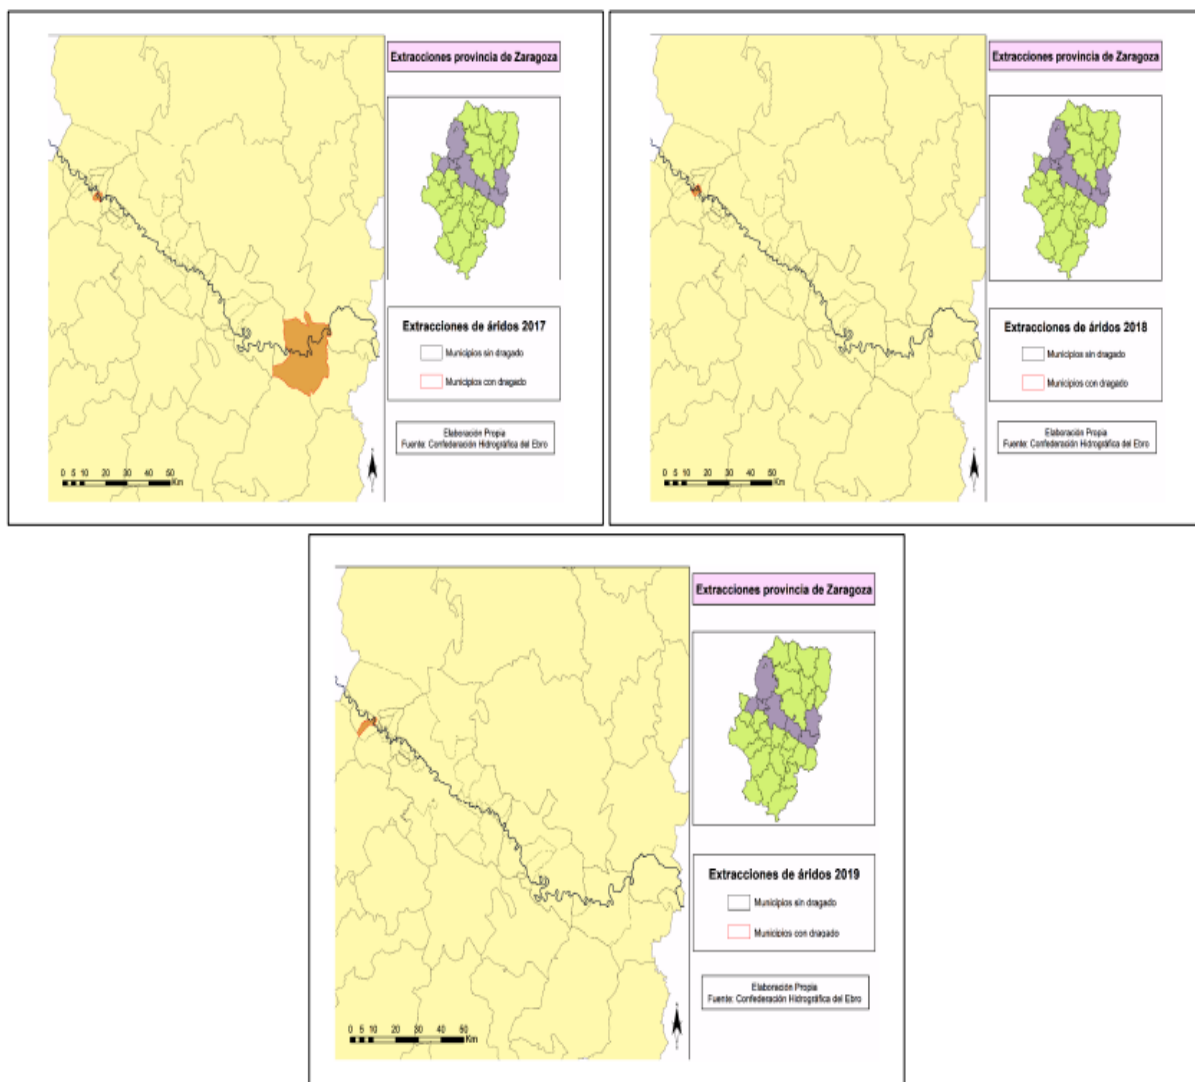 Extracciones provincia de Zaragoza
Extracciones de áridos 2017
Municipios sin dragado
Municipios con dragado
Elaboración Propia
Fuente: Confederación Hidrográfica del Ebro
0 5 10 20 30 40 50
Km
Extracciones provincia de Zaragoza
Extracciones de áridos 2018
Municipios sin dragado
Municipios con dragado
Elaboración Propia
Fuente: Confederación Hidrográfica del Ebro
0 5 10 20 30 40 50
Km
Extracciones provincia de Zaragoza
Extracciones de áridos 2019
Municipios sin dragado
Municipios con dragado
Elaboración Propia
Fuente: Confederación Hidrográfica del Ebro
0 5 10 20 30 40 50
Km